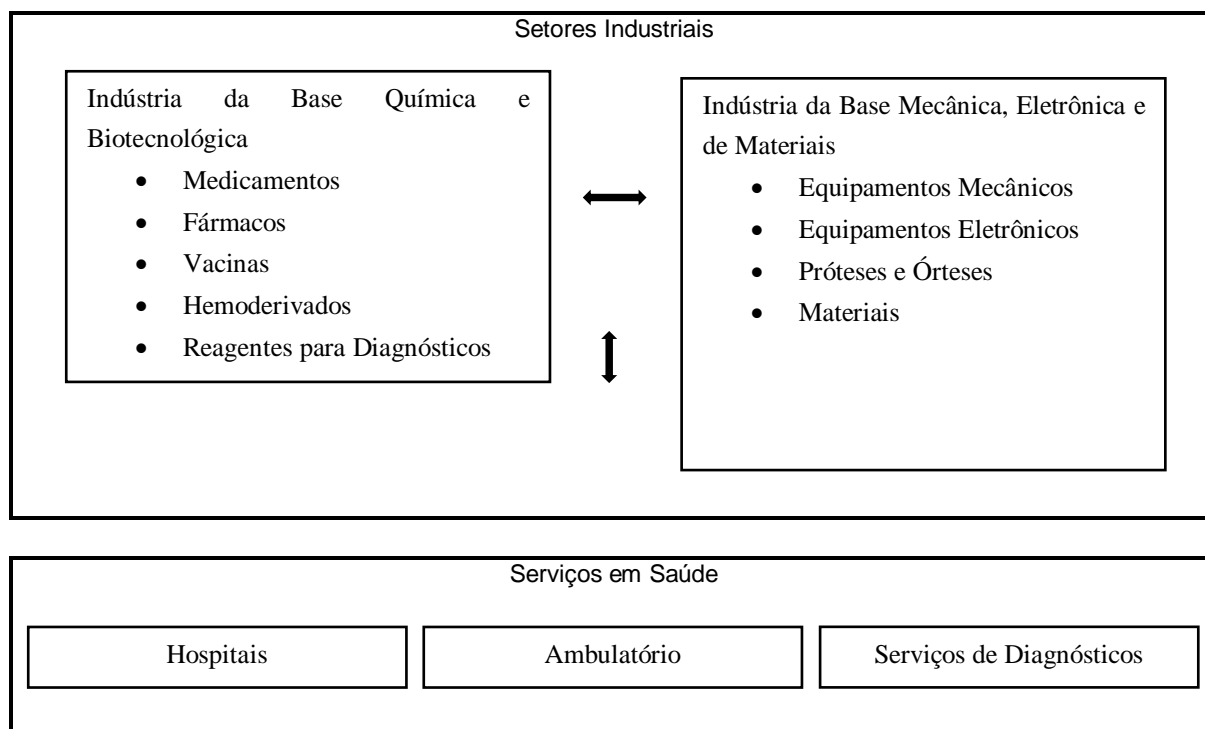 Setores Industriais
Indústria da Base Química e
Biotecnológica
• Medicamentos
• Fármacos
• Vacinas
• Hemoderivados
• Reagentes para Diagnósticos
Indústria da Base Mecânica, Eletrônica e
de Materiais
• Equipamentos Mecânicos
• Equipamentos Eletrônicos
• Próteses e Órteses
• Materiais
Serviços em Saúde
Hospitais
Ambulatório
Serviços de Diagnósticos